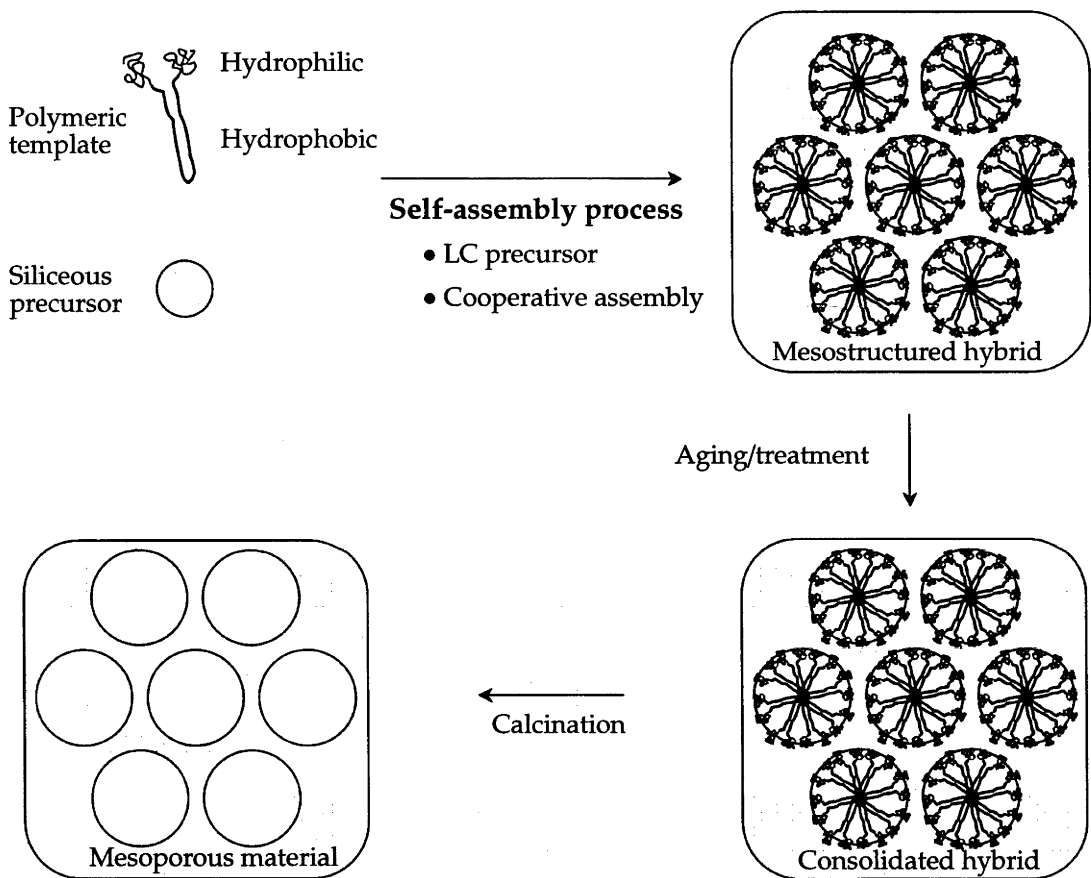 Hydrophilic
Polymeric
template
Hydrophobic
Siliceous
precursor
Self-assembly process
• LC precursor
• Cooperative assembly
Mesostructured hybrid
Aging/treatment
Consolidated hybrid
Calcination
Mesoporous material